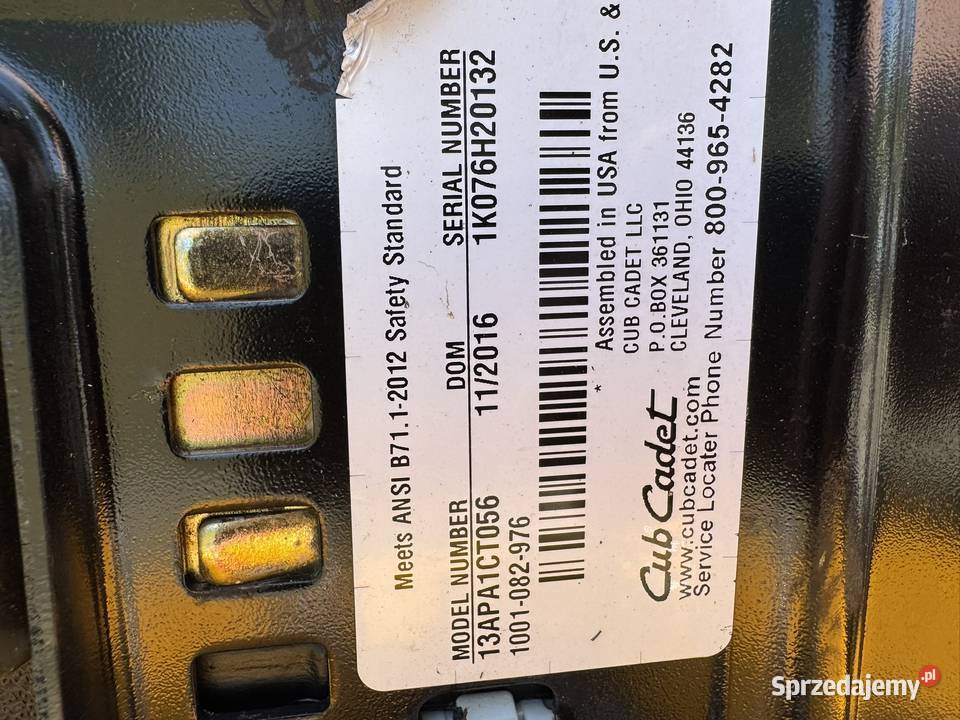 Meets ANSI B71.1-2012 Safety Standard
MODEL NUMBER DOM SERIAL NUMBER
13APA1CT056 11/2016 1K076H20132
1001-082-976
* Assembled in USA from U.S. &
Cub Cadet
CUB CADET LLC
P.O.BOX 361131
CLEVELAND, OHIO 44136
www.cubcadet.com
Service Locater Phone Number 800-965-4282
Sprzedajemy.pl